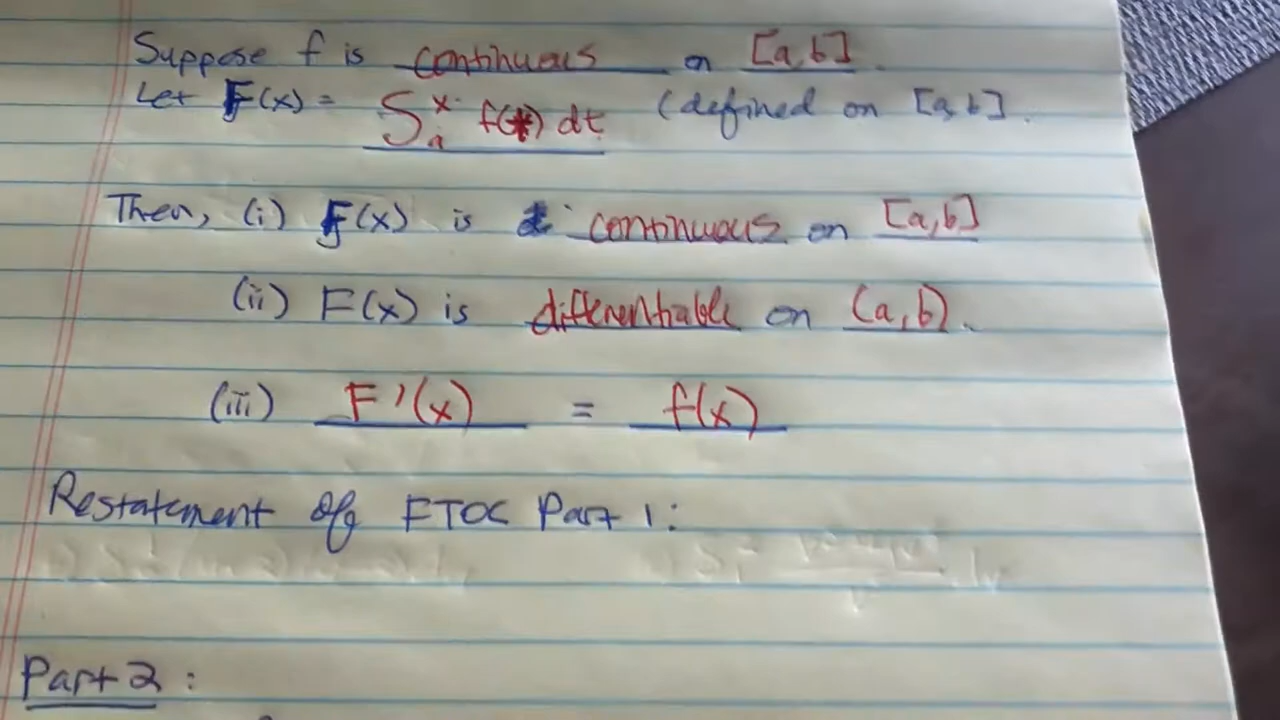 Suppose f is continuous on [a,b].
Let F(x) = ∫ₐˣ f(t) dt (defined on [a,b].
Then, (i) F(x) is continuous on [a,b]
(ii) F(x) is differentiable on (a,b).
(iii) F'(x) = f(x)
Restatement of FTOC Part 1:
Part 2: